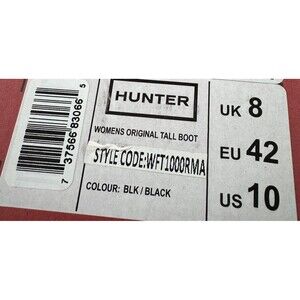 HUNTER
WOMENS ORIGINAL TALL BOOT
STYLE CODE:WFT1000RMA
COLOUR: BLK / BLACK
UK 8
EU 42
US 10
7 37566 83066 5